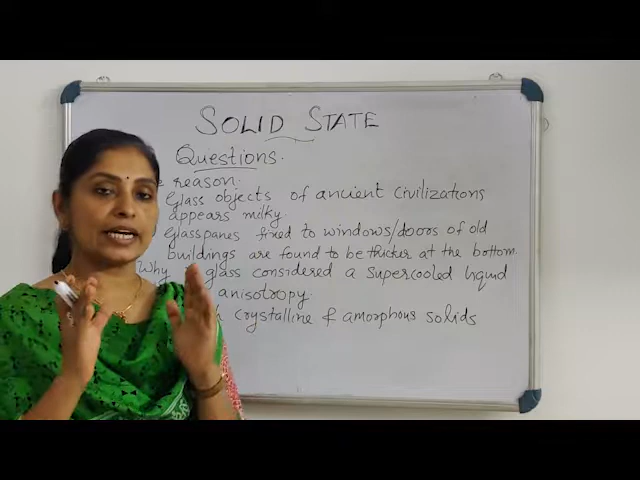 SOLID STATE
Questions.
reason.
Glass objects of ancient Civilizations
appears milky.
Glasspanes fixed to windows/doors of old
buildings are found to be thicker at the bottom.
Why glass considered a supercooled liquid
anisotropy.
crystalline & amorphous solids